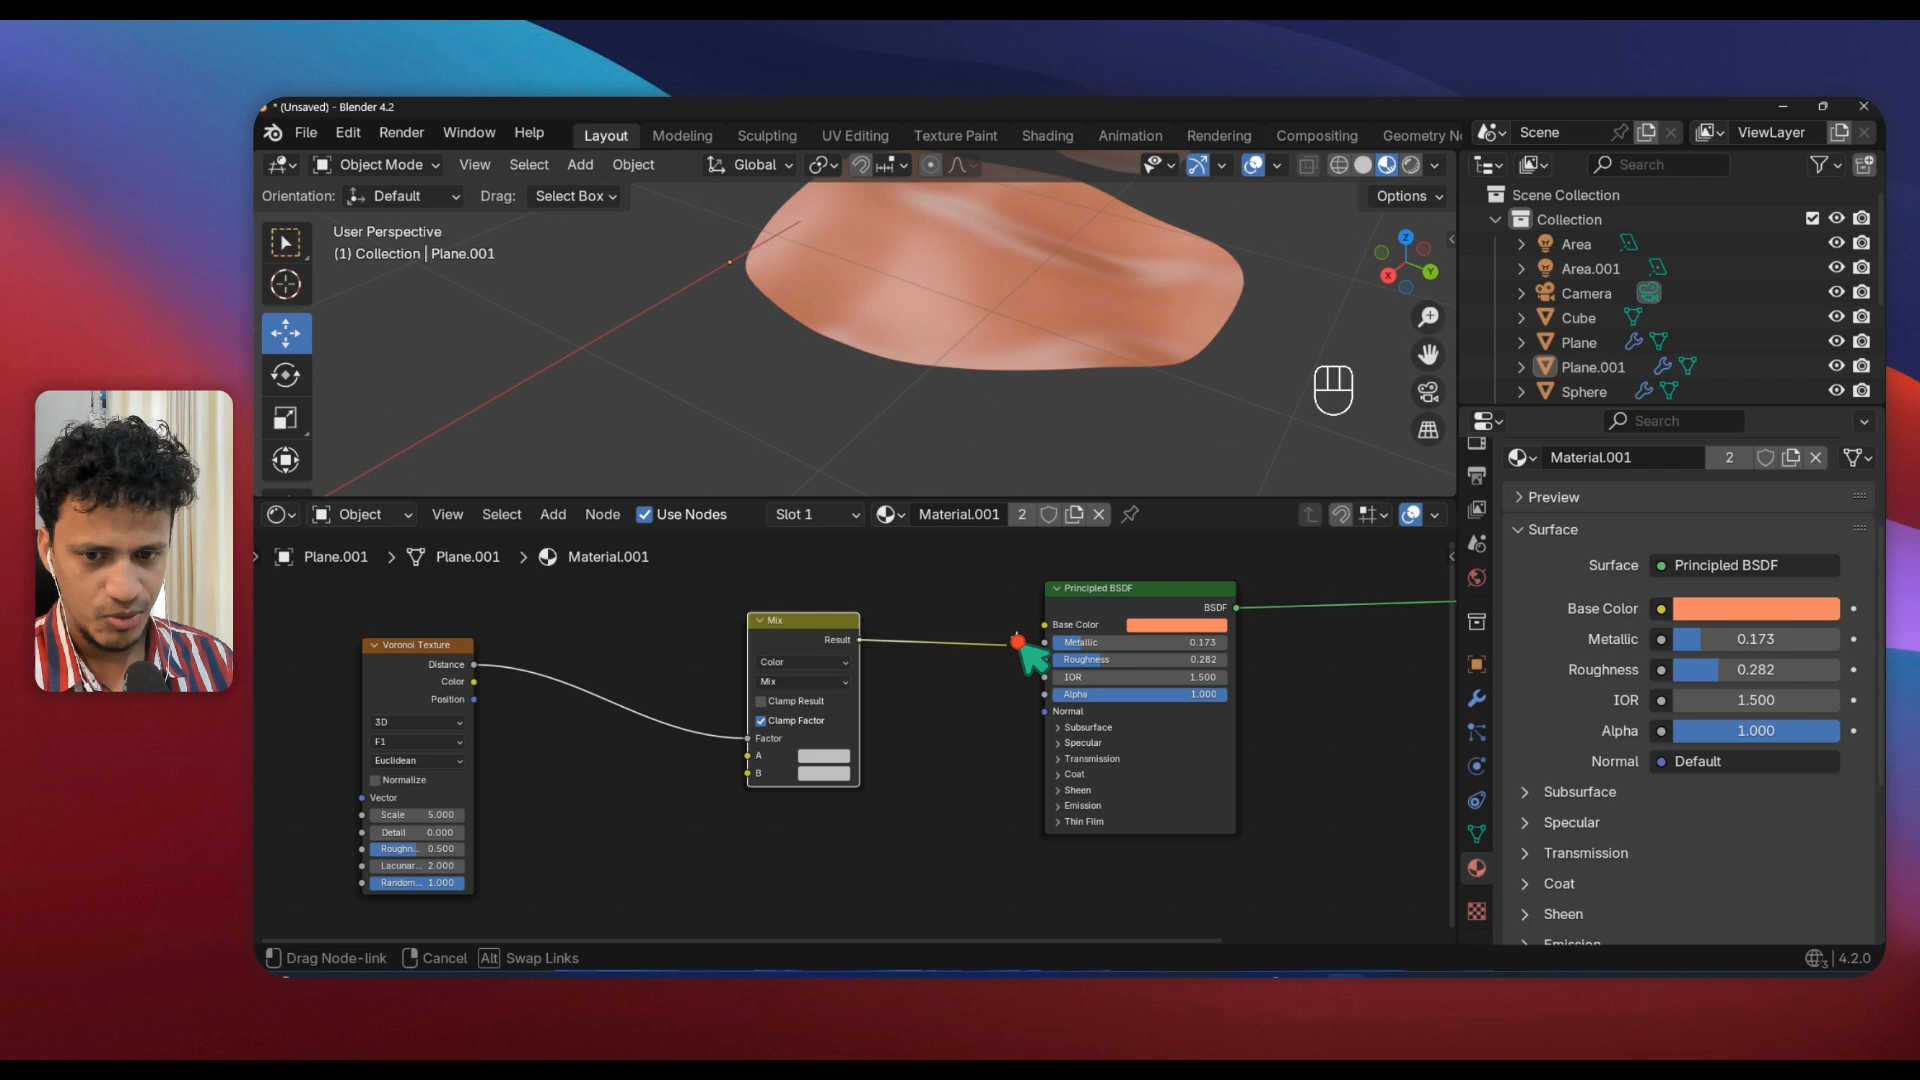 * (Unsaved) - Blender 4.2
File Edit Render Window Help
Layout Modeling Sculpting UV Editing Texture Paint Shading Animation Rendering Compositing Geometry N
Scene
ViewLayer
Object Mode View Select Add Object
Global
Search
Orientation: Default Drag: Select Box
Options
User Perspective
(1) Collection | Plane.001
Z
Y
X
Scene Collection
Collection
Area
Area.001
Camera
Cube
Plane
Plane.001
Sphere
Search
Material.001 2
Preview
Surface
Surface Principled BSDF
Base Color
Metallic 0.173
Roughness 0.282
IOR 1.500
Alpha 1.000
Normal Default
Subsurface
Specular
Transmission
Coat
Sheen
Emission
Object View Select Add Node Use Nodes Slot 1 Material.001 2
Plane.001 > Plane.001 > Material.001
Voronoi Texture
Distance
Color
Position
3D
F1
Euclidean
Normalize
Vector
Scale 5.000
Detail 0.000
Roughn... 0.500
Lacunar... 2.000
Random... 1.000
Mix
Result
Color
Mix
Clamp Result
Clamp Factor
Factor
A
B
Principled BSDF
BSDF
Base Color
Metallic 0.173
Roughness 0.282
IOR 1.500
Alpha 1.000
Normal
Subsurface
Specular
Transmission
Coat
Sheen
Emission
Thin Film
Drag Node-link Cancel Alt Swap Links
3 | 4.2.0